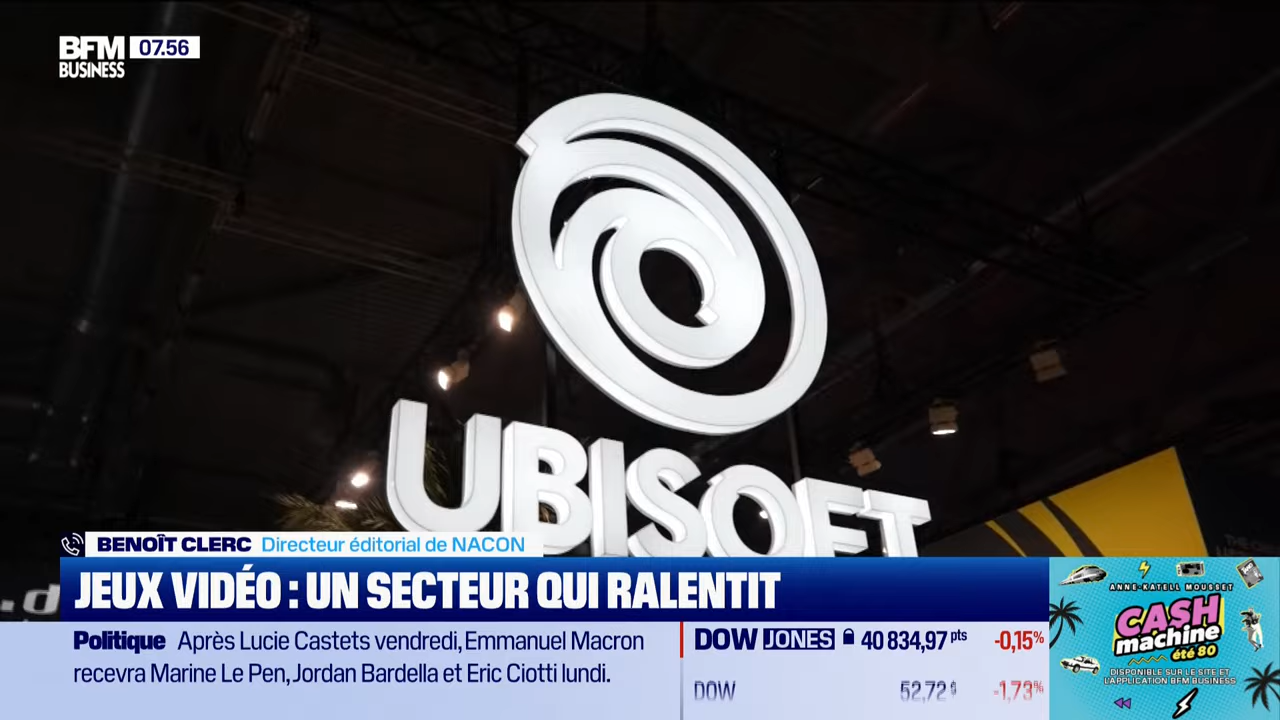 BFM
BUSINESS
07.56
UBISOFT
BENOÎT CLERC Directeur éditorial de NACON
JEUX VIDÉO : UN SECTEUR QUI RALENTIT
Politique Après Lucie Castets vendredi, Emmanuel Macron
recevra Marine Le Pen, Jordan Bardella et Eric Ciotti lundi.
DOW JONES 40 834,97 pts -0,15%
DOW 52,72 $ -1,73%
ANNE-KATELL MOUSSET
CASH
machine
été 80
DISPONIBLE SUR LE SITE ET
L'APPLICATION BFM BUSINESS